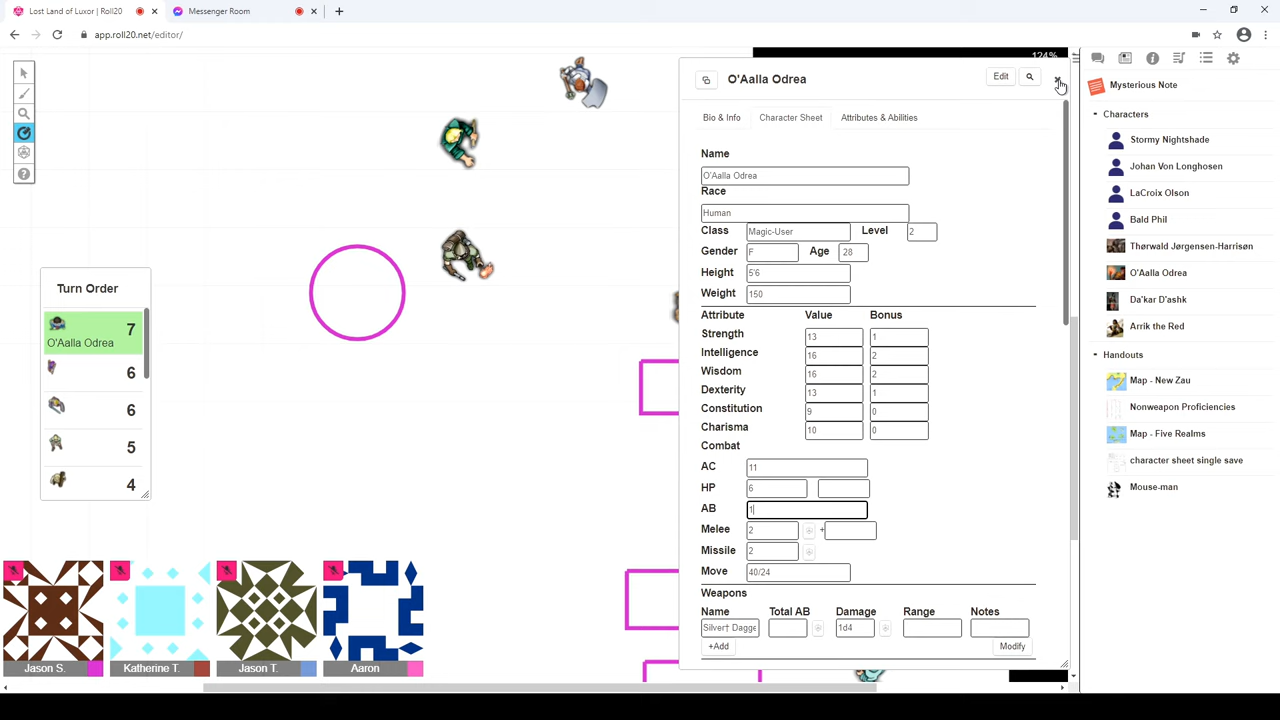 Lost Land of Luxor | Roll20
Messenger Room
app.roll20.net/editor/
124%
O'Aalla Odrea
Edit
Bio & Info
Character Sheet
Attributes & Abilities
Name
O'Aalla Odrea
Race
Human
Class Magic-User Level 2
Gender F Age 28
Height 5'6
Weight 150
Attribute Value Bonus
Strength 13 1
Intelligence 16 2
Wisdom 16 2
Dexterity 13 1
Constitution 9 0
Charisma 10 0
Combat
AC 11
HP 6
AB 1
Melee 2 +
Missile 2
Move 40/24
Weapons
Name Total AB Damage Range Notes
Silver† Dagge 1d4
+Add Modify
Turn Order
7
O'Aalla Odrea
6
6
5
4
Jason S.
Katherine T.
Jason T.
Aaron
Mysterious Note
Characters
Stormy Nightshade
Johan Von Longhosen
LaCroix Olson
Bald Phil
Thørwald Jørgensen-Harrisøn
O'Aalla Odrea
Da'kar D'ashk
Arrik the Red
Handouts
Map - New Zau
Nonweapon Proficiencies
Map - Five Realms
character sheet single save
Mouse-man